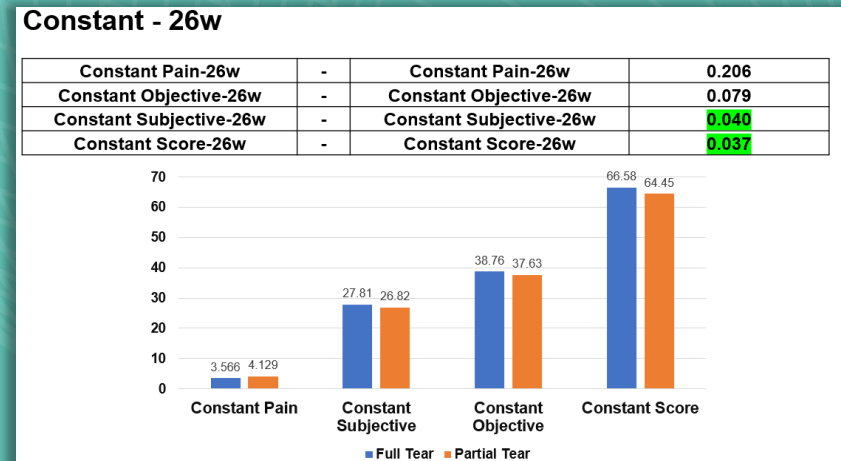 Constant - 26w
Constant Pain-26w - Constant Pain-26w 0.206
Constant Objective-26w - Constant Objective-26w 0.079
Constant Subjective-26w - Constant Subjective-26w 0.040
Constant Score-26w - Constant Score-26w 0.037
70
60
50
40
30
20
10
0
3.566 4.129
27.81 26.82
38.76 37.63
66.58 64.45
Constant Pain
Constant Subjective
Constant Objective
Constant Score
Full Tear Partial Tear